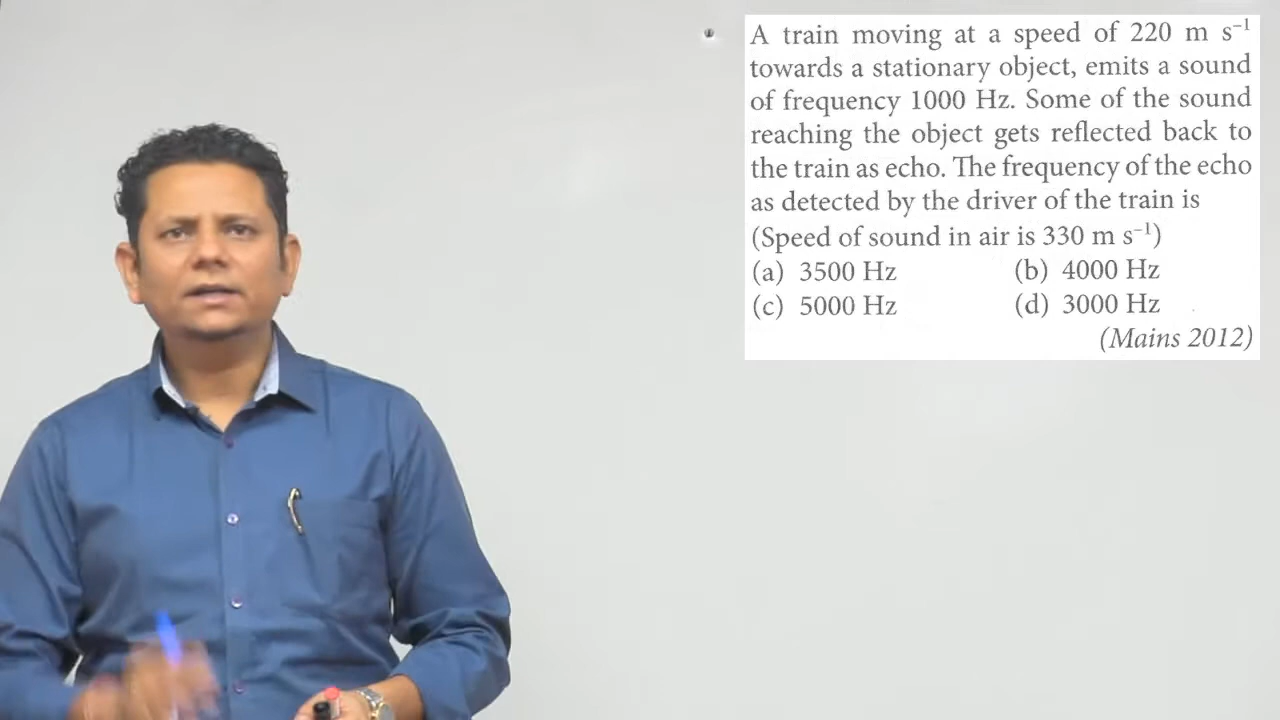 A train moving at a speed of 220 m s⁻¹
towards a stationary object, emits a sound
of frequency 1000 Hz. Some of the sound
reaching the object gets reflected back to
the train as echo. The frequency of the echo
as detected by the driver of the train is
(Speed of sound in air is 330 m s⁻¹)
(a) 3500 Hz (b) 4000 Hz
(c) 5000 Hz (d) 3000 Hz
(Mains 2012)